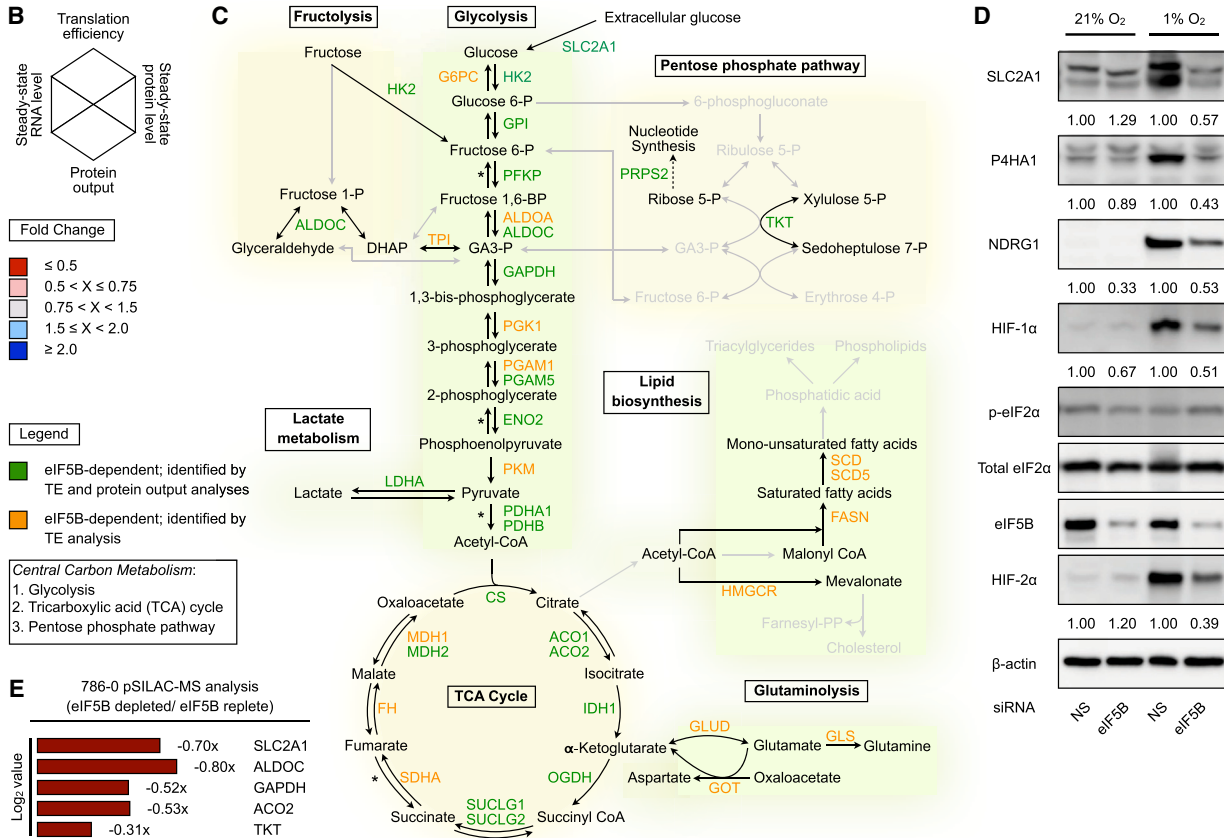 B
Translation
efficiency
Steady-state
RNA level
Steady-state
protein level
Protein
output
Fold Change
≤ 0.5
0.5 < X ≤ 0.75
0.75 < X < 1.5
1.5 ≤ X < 2.0
≥ 2.0
Legend
eIF5B-dependent; identified by
TE and protein output analyses
eIF5B-dependent; identified by
TE analysis
Central Carbon Metabolism:
1. Glycolysis
2. Tricarboxylic acid (TCA) cycle
3. Pentose phosphate pathway
C
Fructolysis
Glycolysis
Extracellular glucose
SLC2A1
Fructose
Glucose
G6PC
HK2
HK2
Glucose 6-P
GPI
Fructose 6-P
*
PFKP
Fructose 1-P
Fructose 1,6-BP
ALDOC
ALDOA
ALDOC
Glyceraldehyde
DHAP
TPI
GA3-P
GAPDH
1,3-bis-phosphoglycerate
PGK1
3-phosphoglycerate
PGAM1
PGAM5
2-phosphoglycerate
*
ENO2
Phosphoenolpyruvate
PKM
Lactate
metabolism
Lactate
LDHA
Pyruvate
*
PDHA1
PDHB
Acetyl-CoA
Pentose phosphate pathway
6-phosphogluconate
Nucleotide
Synthesis
Ribulose 5-P
PRPS2
Ribose 5-P
Xylulose 5-P
TKT
GA3-P
Sedoheptulose 7-P
Fructose 6-P
Erythrose 4-P
Lipid
biosynthesis
Triacylglycerides
Phospholipids
Phosphatidic acid
Mono-unsaturated fatty acids
SCD
SCD5
Saturated fatty acids
FASN
Acetyl-CoA
Malonyl CoA
HMGCR
Mevalonate
Farnesyl-PP
Cholesterol
TCA Cycle
CS
Oxaloacetate
Citrate
MDH1
MDH2
ACO1
ACO2
Malate
Isocitrate
FH
IDH1
Fumarate
α-Ketoglutarate
*
SDHA
OGDH
Succinate
SUCLG1
SUCLG2
Succinyl CoA
Glutaminolysis
GLUD
Glutamate
GLS
Glutamine
Aspartate
GOT
Oxaloacetate
D
21% O₂
1% O₂
SLC2A1
1.00 1.29 1.00 0.57
P4HA1
1.00 0.89 1.00 0.43
NDRG1
1.00 0.33 1.00 0.53
HIF-1α
1.00 0.67 1.00 0.51
p-eIF2α
Total eIF2α
eIF5B
HIF-2α
1.00 1.20 1.00 0.39
β-actin
siRNA
NS
eIF5B
NS
eIF5B
E
786-0 pSILAC-MS analysis
(eIF5B depleted/ eIF5B replete)
Log₂ value
-0.70x SLC2A1
-0.80x ALDOC
-0.52x GAPDH
-0.53x ACO2
-0.31x TKT